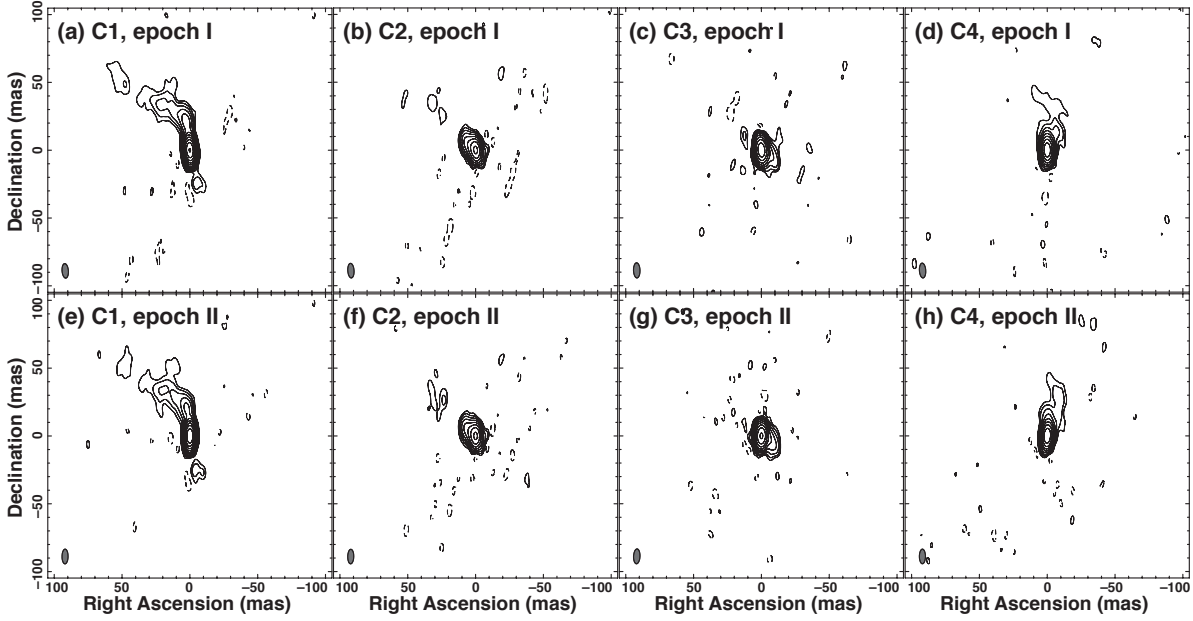 (a) C1, epoch I
(b) C2, epoch I
(c) C3, epoch I
(d) C4, epoch I
100
50
0
−50
−100
Declination (mas)
(e) C1, epoch II
(f) C2, epoch II
(g) C3, epoch II
(h) C4, epoch II
100
50
0
−50
−100
Declination (mas)
100 50 0 −50 −100
50 0 −50 −100
50 0 −50 −100
50 0 −50 −100
Right Ascension (mas)
Right Ascension (mas)
Right Ascension (mas)
Right Ascension (mas)